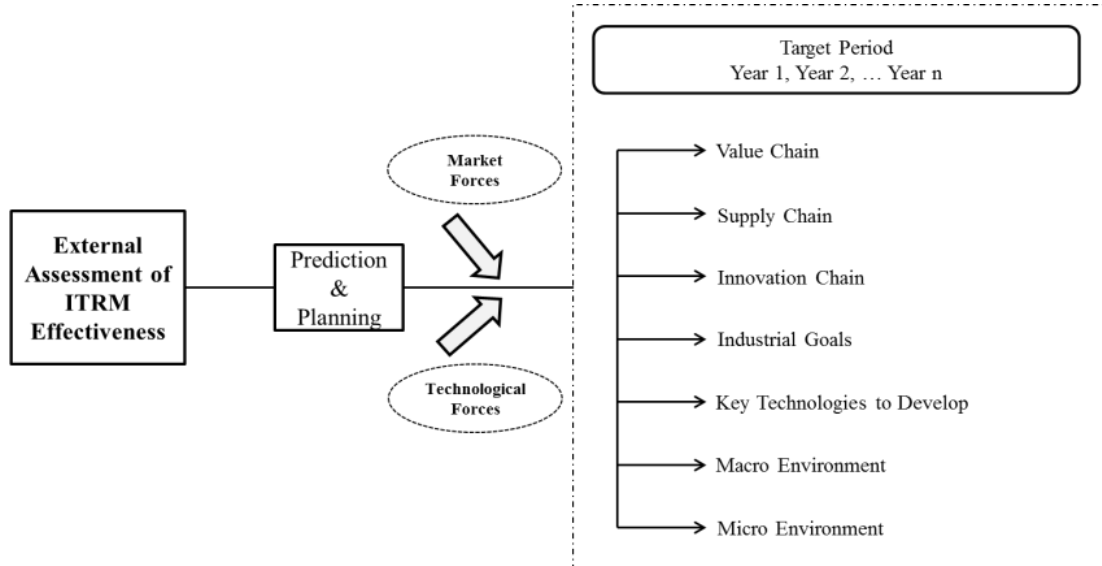 External
Assessment of
ITRM
Effectiveness
Prediction
&
Planning
Market
Forces
Technological
Forces
Target Period
Year 1, Year 2, … Year n
Value Chain
Supply Chain
Innovation Chain
Industrial Goals
Key Technologies to Develop
Macro Environment
Micro Environment